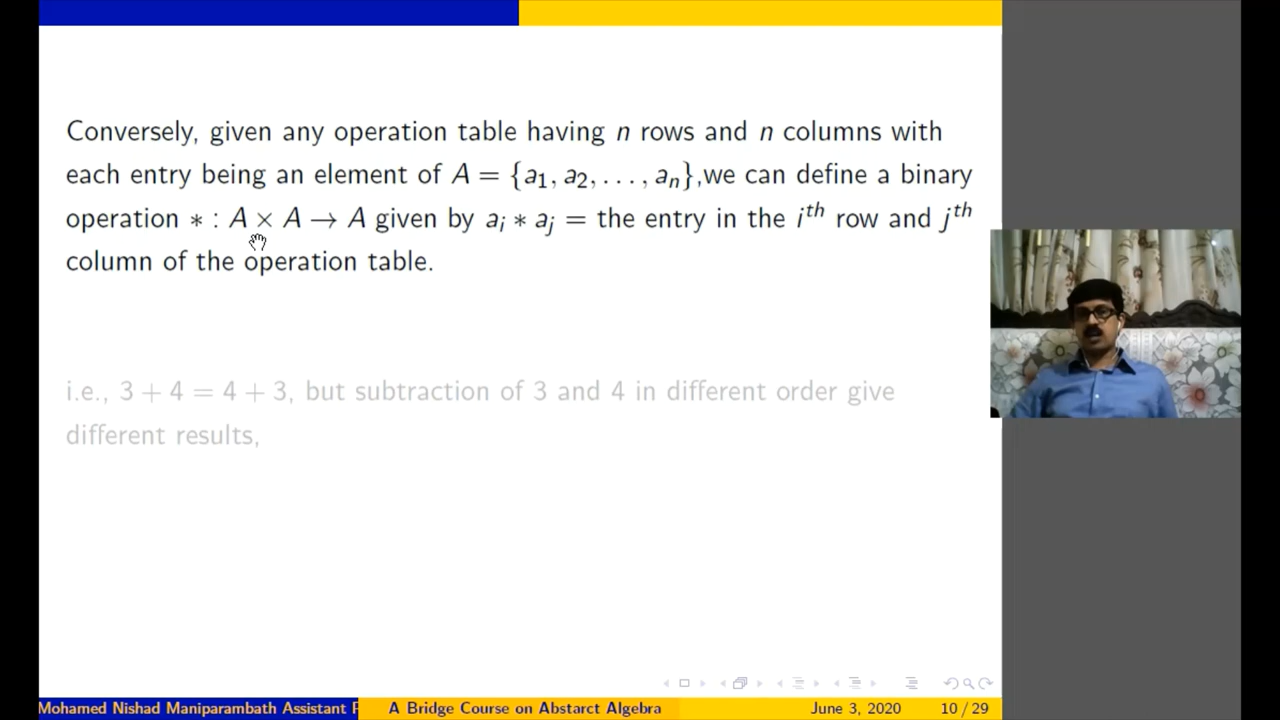 Conversely, given any operation table having n rows and n columns with
each entry being an element of A = {a₁, a₂, . . . , aₙ},we can define a binary
operation ∗ : A × A → A given by aᵢ ∗ aⱼ = the entry in the iᵗʰ row and jᵗʰ
column of the operation table.
i.e., 3 + 4 = 4 + 3, but subtraction of 3 and 4 in different order give
different results,
Mohamed Nishad Maniparambath Assistant P A Bridge Course on Abstarct Algebra June 3, 2020 10 / 29